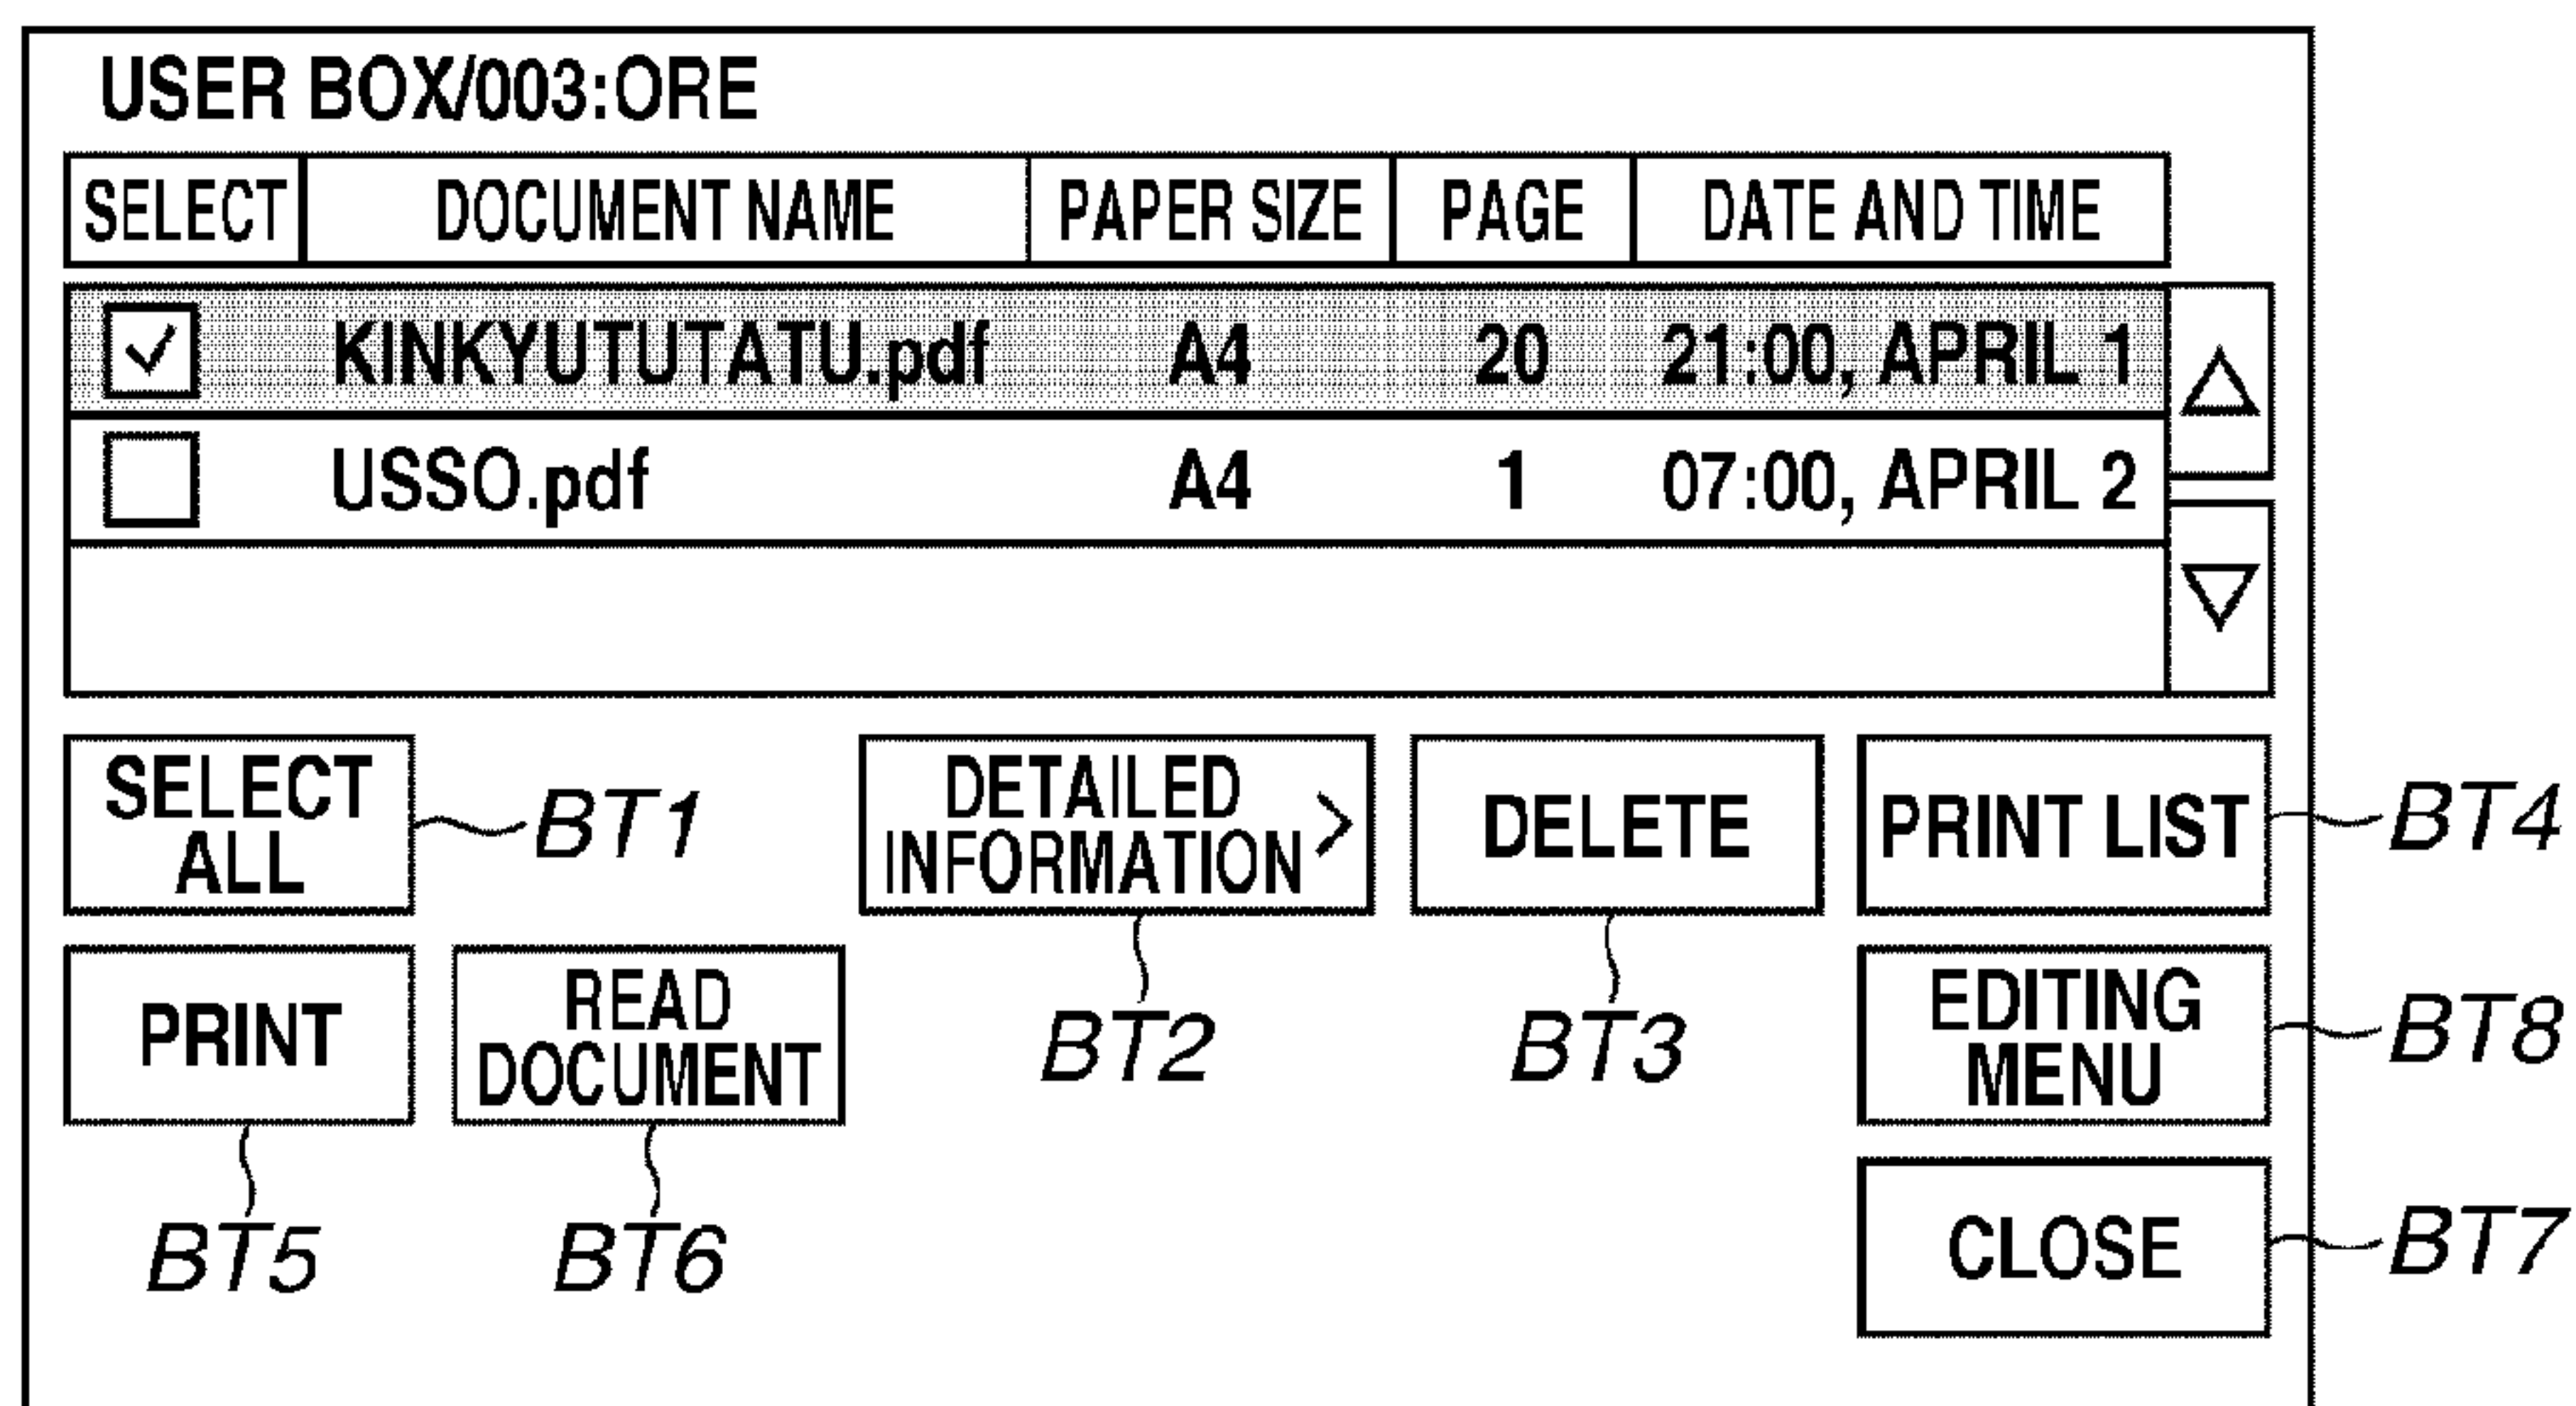 USER BOX/003:ORE
SELECT DOCUMENT NAME PAPER SIZE PAGE DATE AND TIME
KINKYUTUTATU.pdf A4 20 21:00, APRIL 1
USSO.pdf A4 1 07:00, APRIL 2
SELECT
ALL
BT1
DETAILED
INFORMATION >
DELETE
PRINT LIST
BT4
PRINT
READ
DOCUMENT
BT2
BT3
EDITING
MENU
BT8
BT5
BT6
CLOSE
BT7